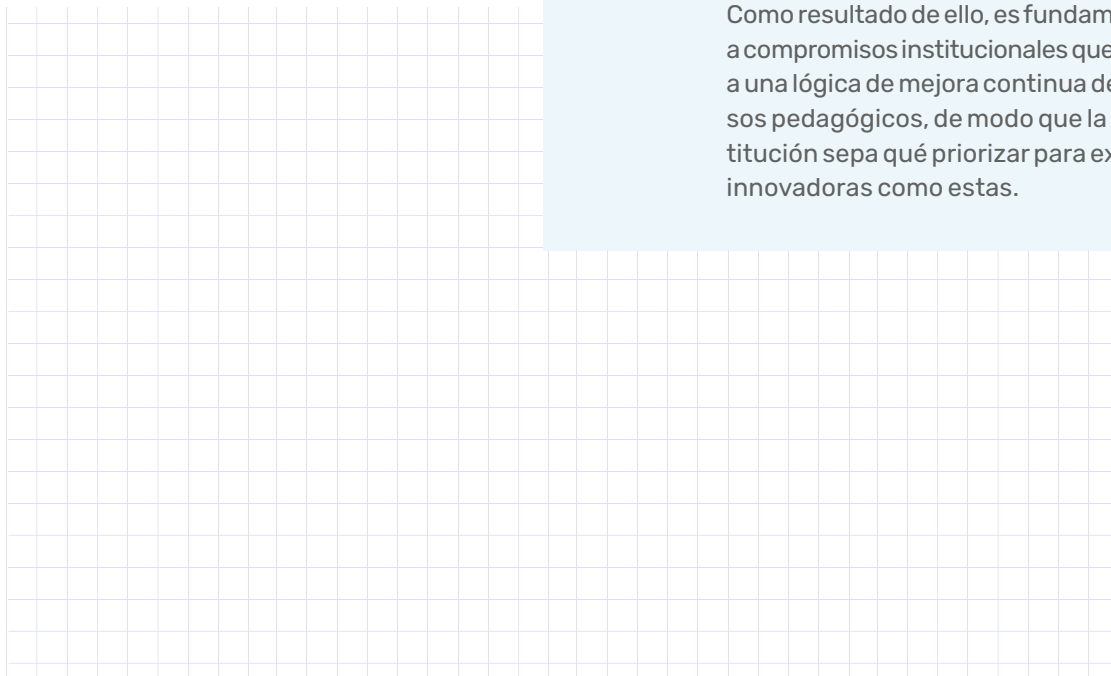 Como resultado de ello, es fundam
a compromisos institucionales que
a una lógica de mejora continua de
sos pedagógicos, de modo que la
titución sepa qué priorizar para ex
innovadoras como estas.